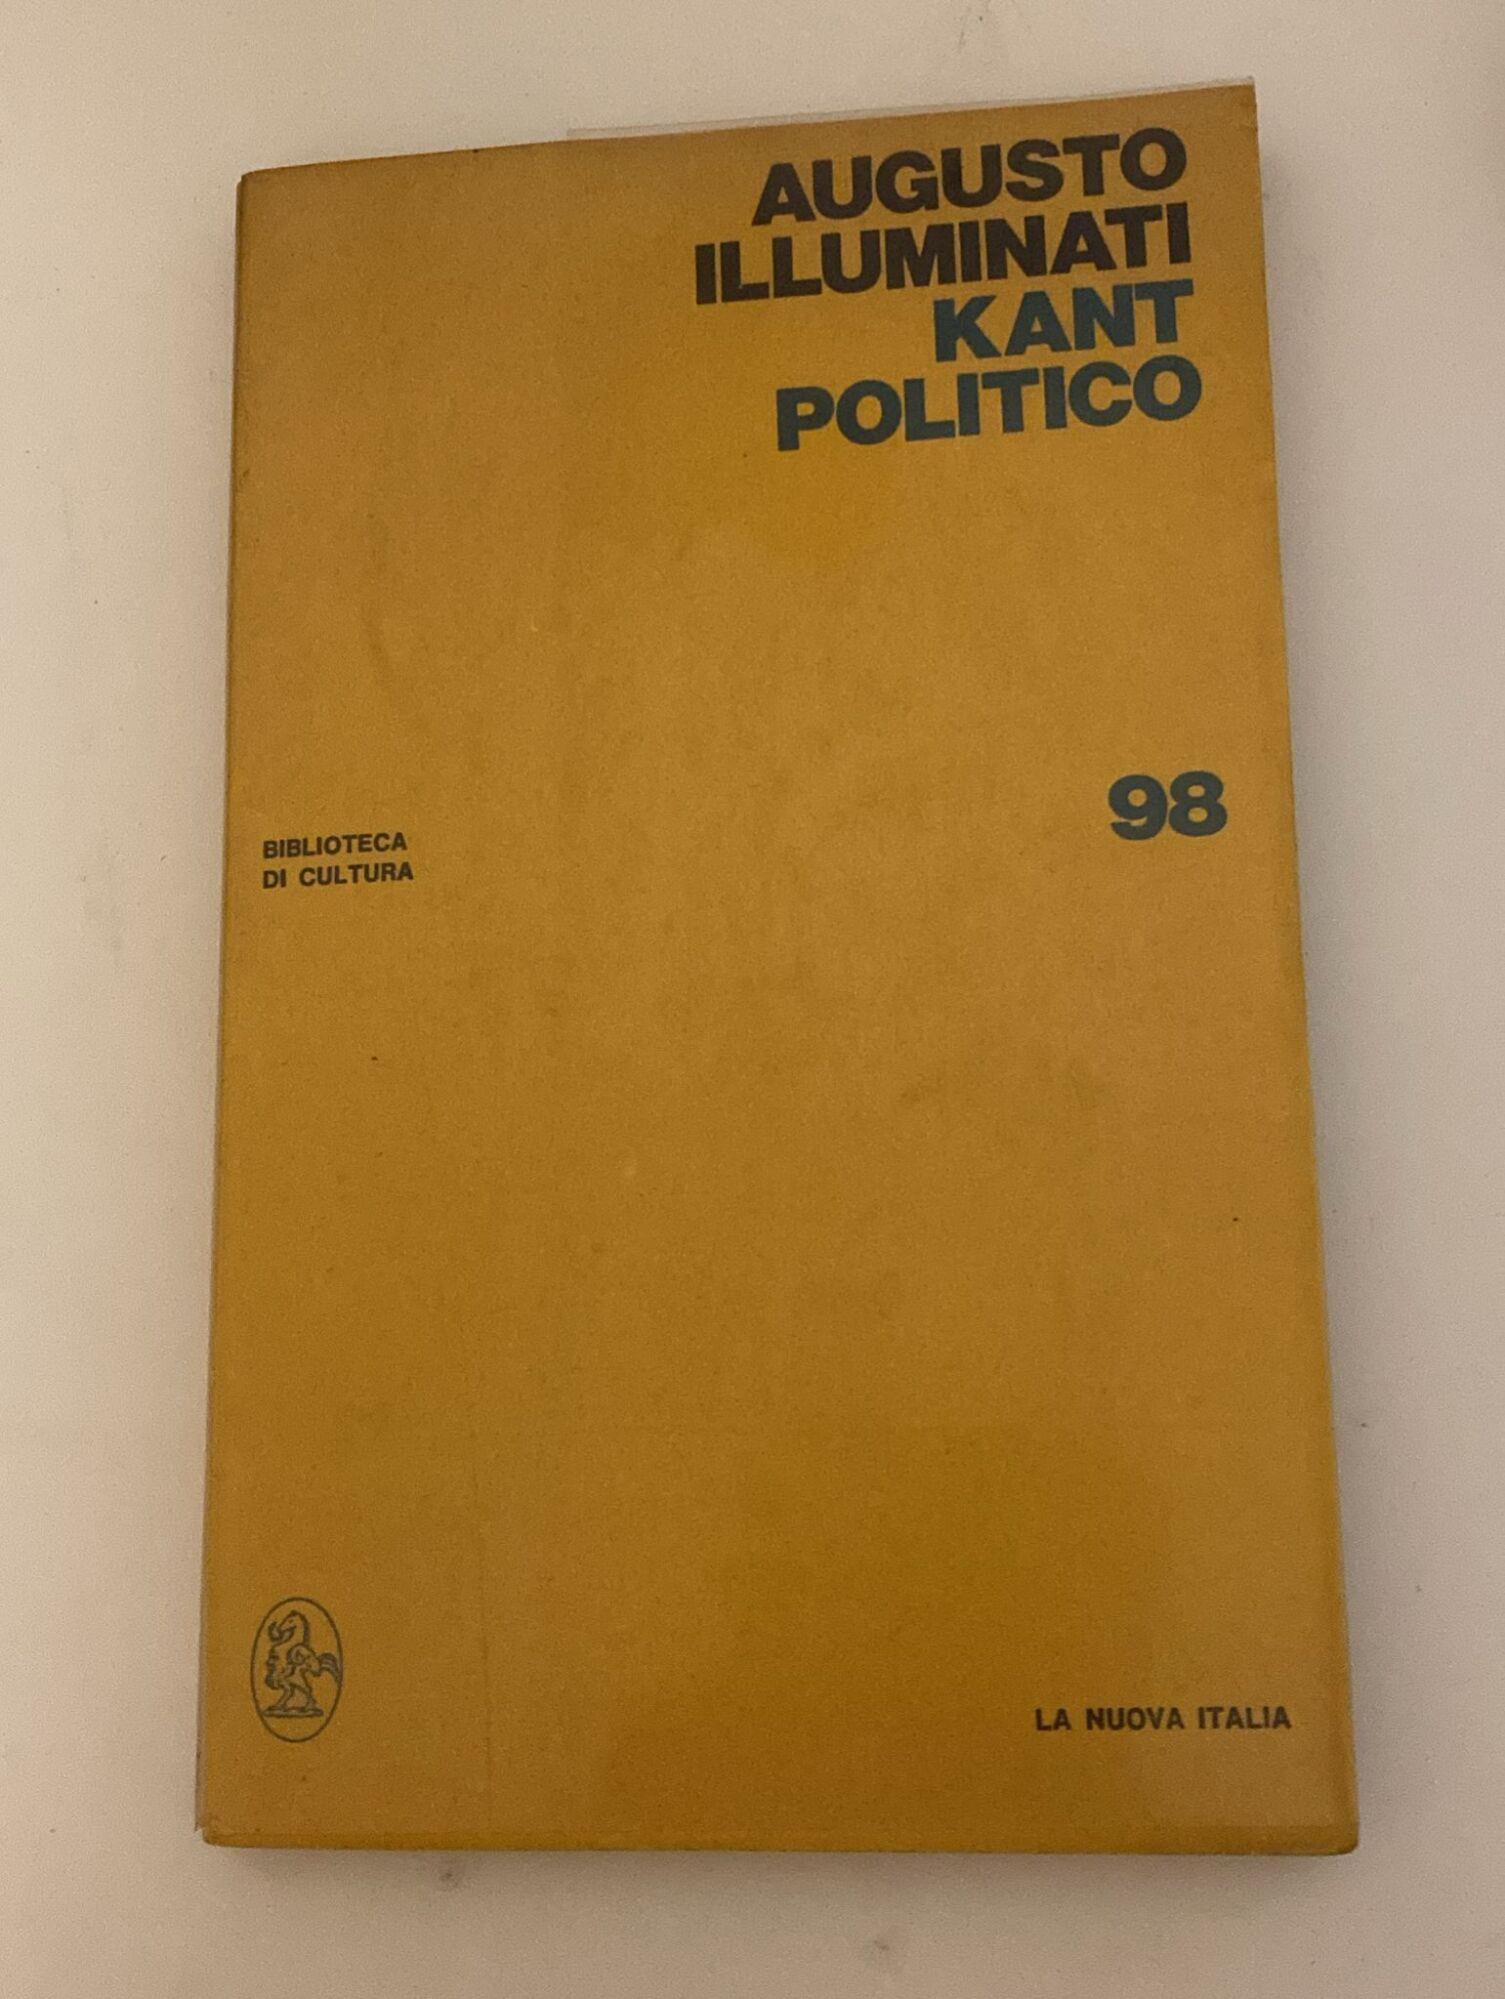 AUGUSTO
ILLUMINATI
KANT
POLITICO
98
BIBLIOTECA
DI CULTURA
LA NUOVA ITALIA